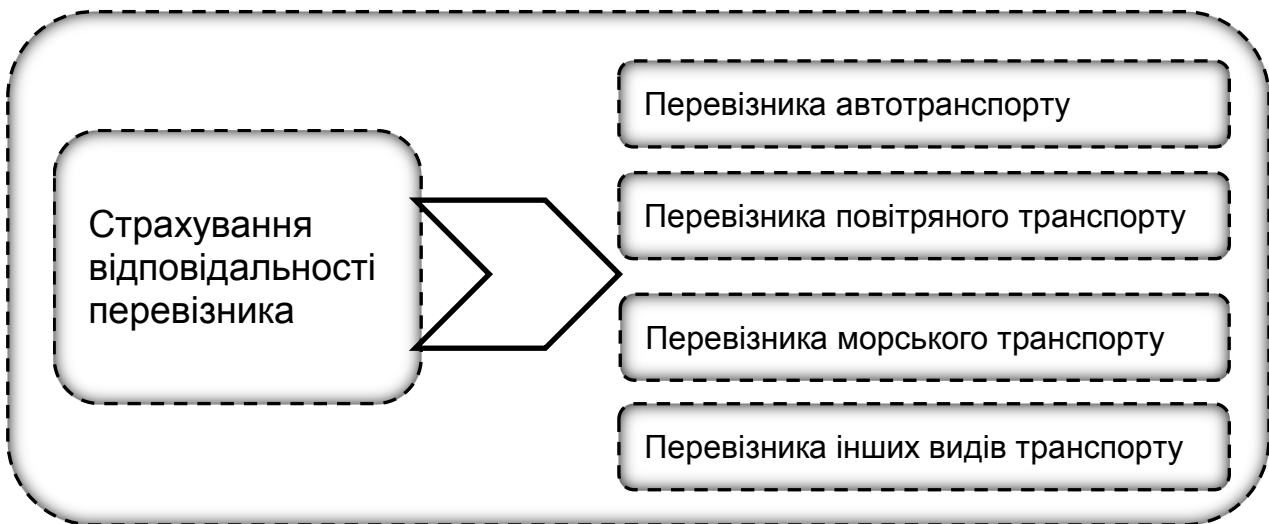 Страхування
відповідальності
перевізника
Перевізника автотранспорту
Перевізника повітряного транспорту
Перевізника морського транспорту
Перевізника інших видів транспорту